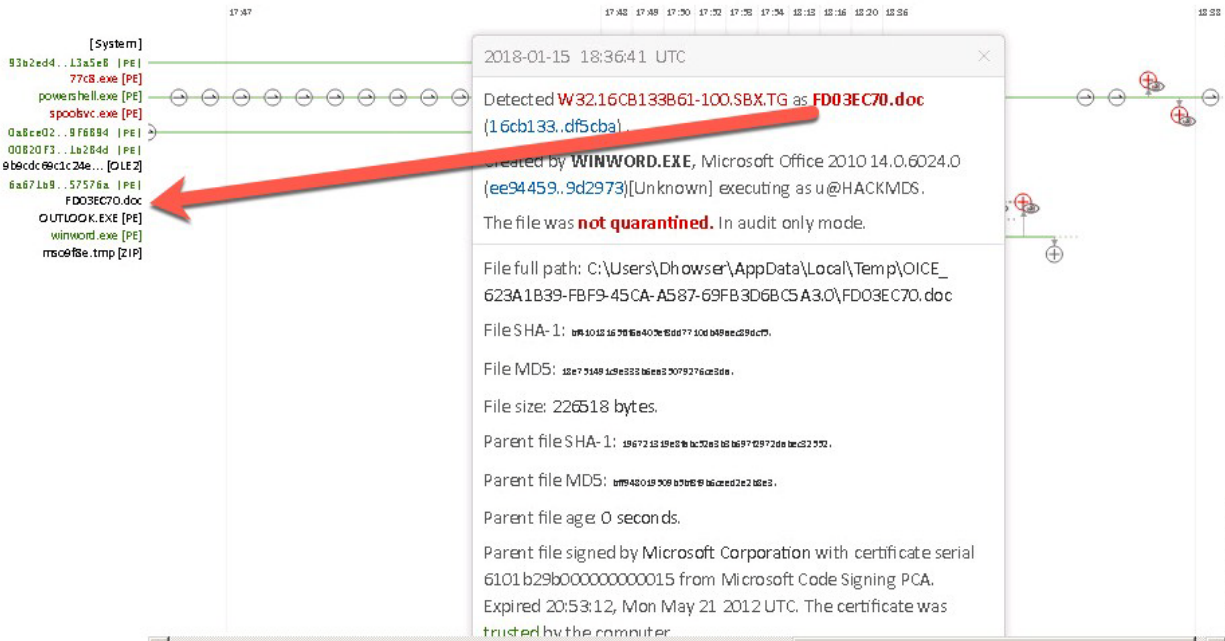 17:47 17:48 17:49 17:50 17:52 17:53 17:54 18:13 18:16 18:20 18:36 18:38
[System]
93b2ed4..13a5e8 [PE]
77c8.exe [PE]
powershell.exe [PE]
spoolsvc.exe [PE]
0a8ce02..9f6894 [PE]
00820F3..1b284d [PE]
9b9cdc69c1c24e... [OLE2]
6a671b9..57576a [PE]
FD03EC70.doc
OUTLOOK.EXE [PE]
winword.exe [PE]
mso9f8e.tmp [ZIP]
2018-01-15 18:36:41 UTC
Detected W32.16CB133B61-100.SBX.TG as FD03EC70.doc
(16cb133..df5cba)
Created by WINWORD.EXE, Microsoft Office 2010 14.0.6024.0
(ee94459..9d2973)[Unknown] executing as u@HACKMDS.
The file was not quarantined. In audit only mode.
File full path: C:\Users\Dhowser\AppData\Local\Temp\OICE_
623A1B39-FBF9-45CA-A587-69FB3D6BC5A3.0\FD03EC70.doc
File SHA-1:
File MD5:
File size: 226518 bytes.
Parent file SHA-1:
Parent file MD5:
Parent file age: 0 seconds.
Parent file signed by Microsoft Corporation with certificate serial
6101b29b000000000015 from Microsoft Code Signing PCA.
Expired 20:53:12, Mon May 21 2012 UTC. The certificate was
trusted by the computer